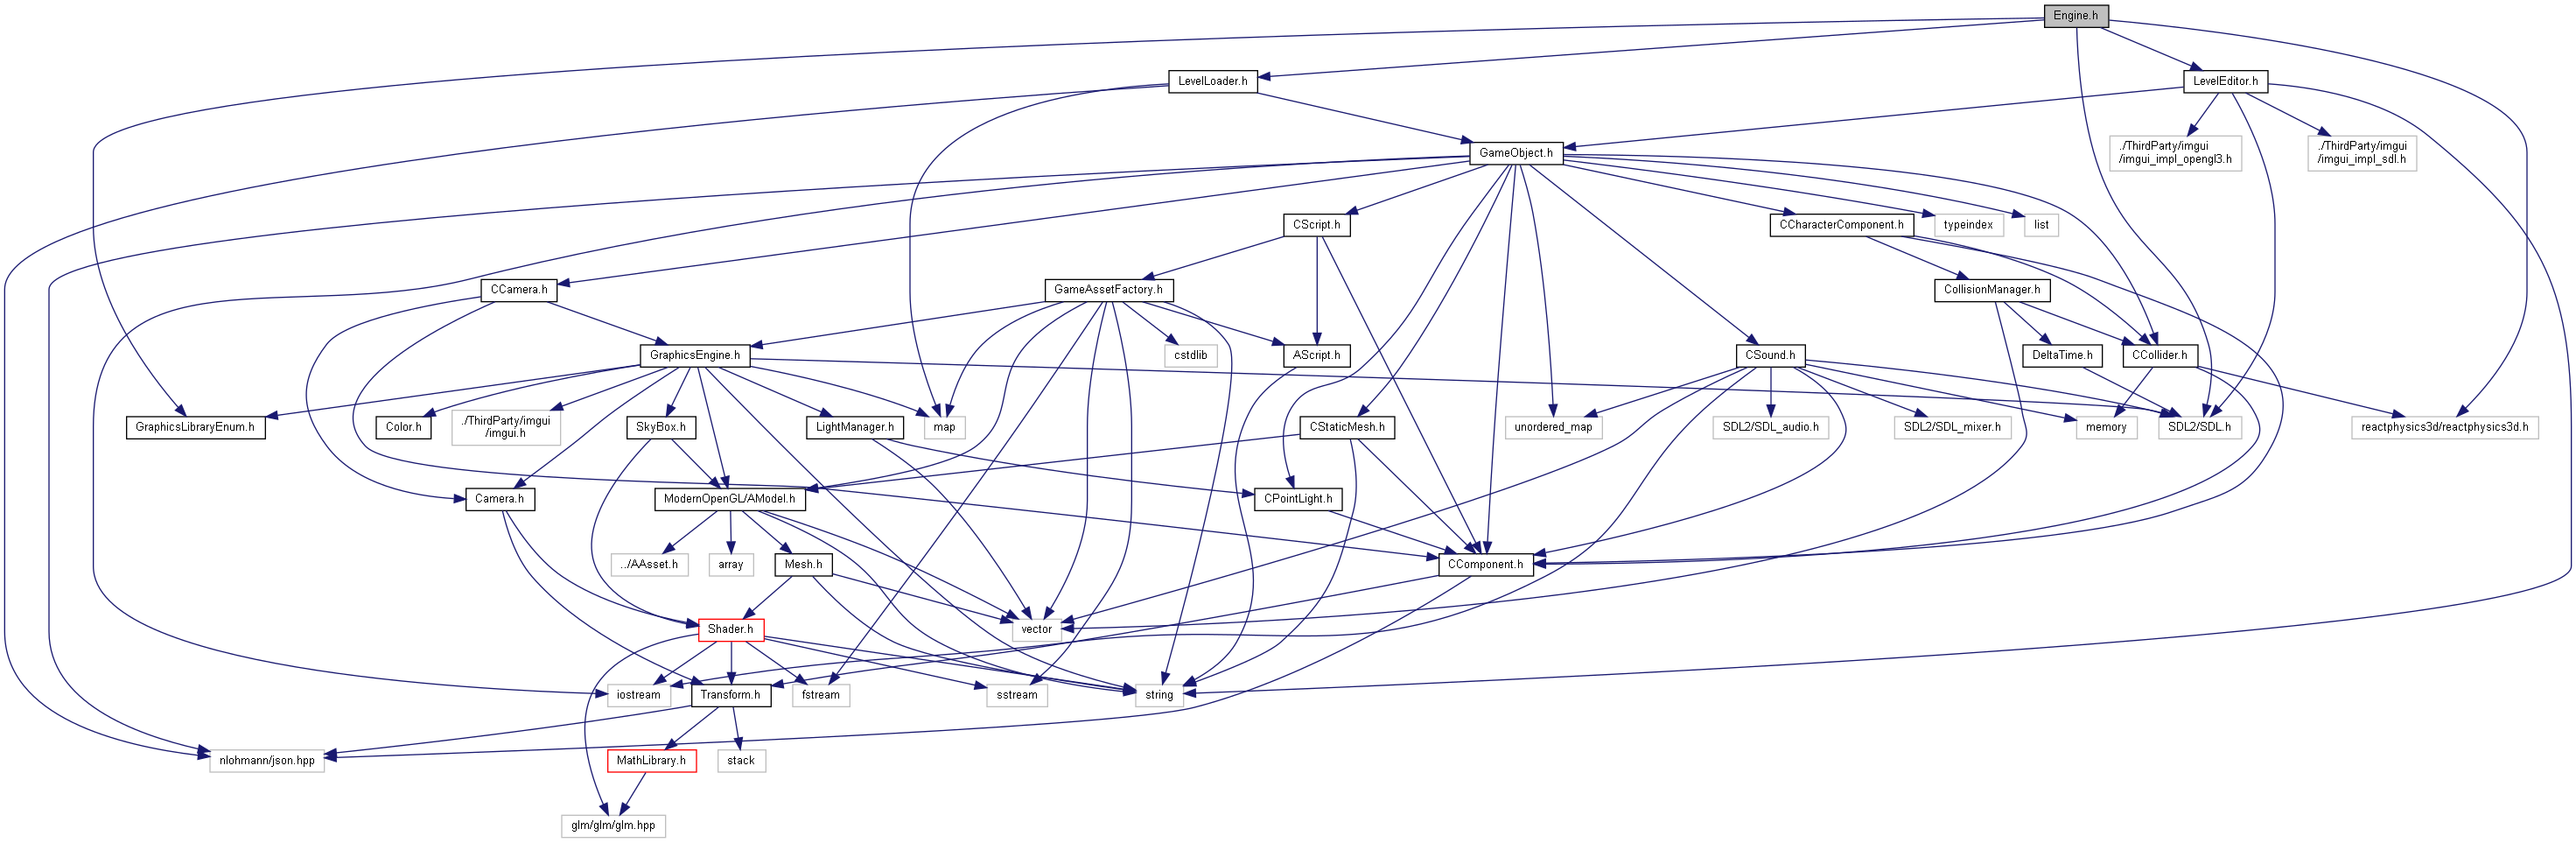 Engine.h
LevelLoader.h
LevelEditor.h
GameObject.h
./ThirdParty/imgui
/imgui_impl_opengl3.h
./ThirdParty/imgui
/imgui_impl_sdl.h
CScript.h
CCharacterComponent.h
typeindex
list
CCamera.h
GameAssetFactory.h
CollisionManager.h
GraphicsEngine.h
cstdlib
AScript.h
CSound.h
DeltaTime.h
CCollider.h
GraphicsLibraryEnum.h
Color.h
./ThirdParty/imgui
/imgui.h
SkyBox.h
LightManager.h
map
CStaticMesh.h
unordered_map
SDL2/SDL_audio.h
SDL2/SDL_mixer.h
memory
SDL2/SDL.h
reactphysics3d/reactphysics3d.h
Camera.h
ModernOpenGL/AModel.h
CPointLight.h
../AAsset.h
array
Mesh.h
CComponent.h
Shader.h
vector
iostream
Transform.h
fstream
sstream
string
nlohmann/json.hpp
MathLibrary.h
stack
glm/glm/glm.hpp